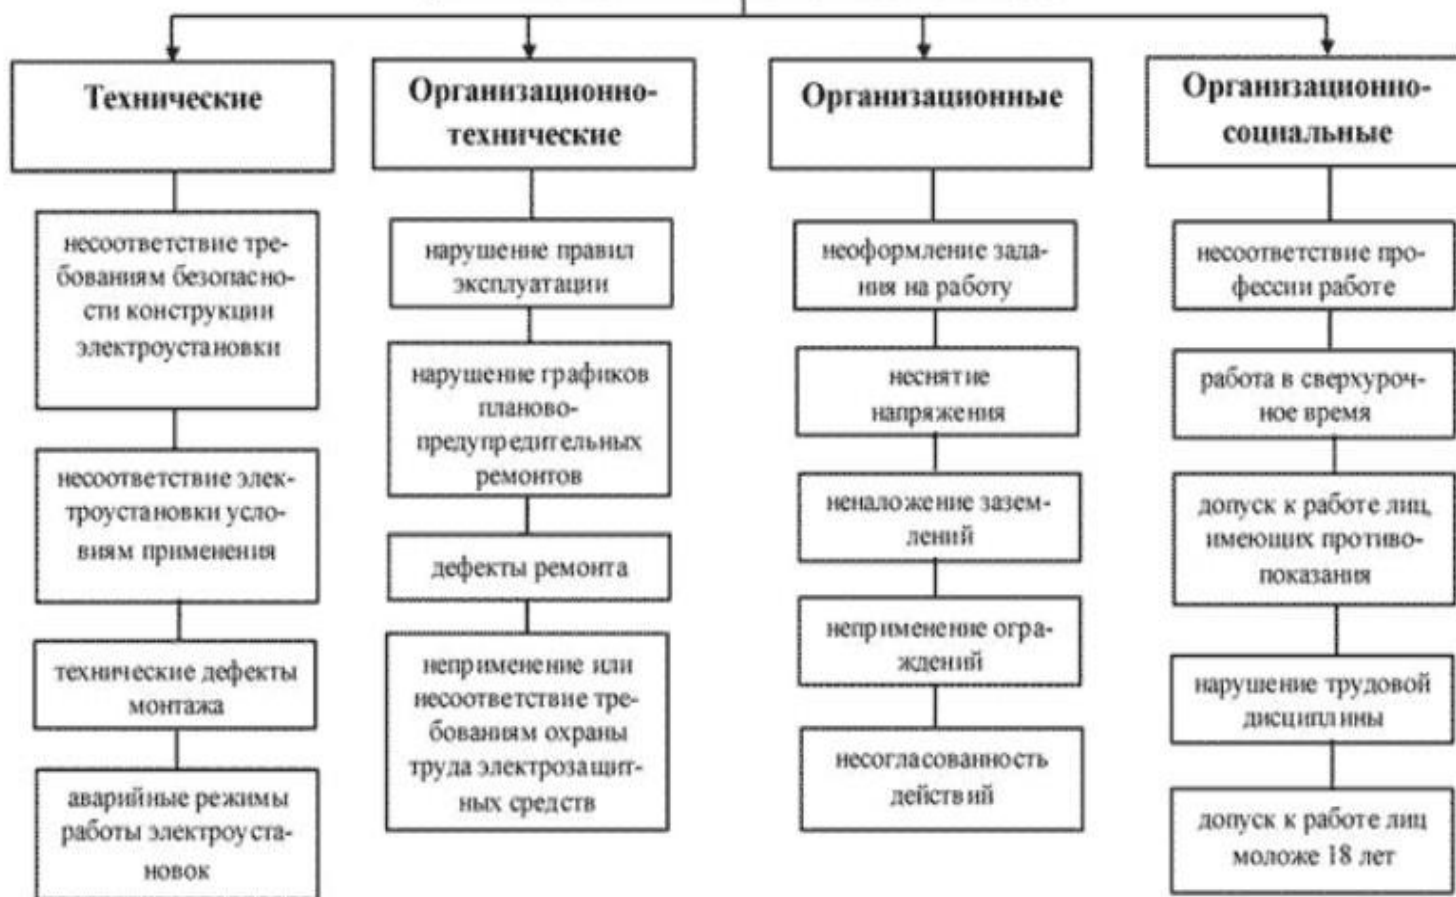 Технические
несоответствие тре-
бованиям безопасно-
сти конструкции
электроустановки
несоответствие элек-
троустановки усло-
виям применения
технические дефекты
монтажа
аварийные режимы
работы электроуста-
новок
Организационно-
технические
нарушение правил
эксплуатации
нарушение графиков
планово-
предупредительных
ремонтов
дефекты ремонта
неприменение или
несоответствие тре-
бованиям охраны
труда электрозащит-
ных средств
Организационные
неоформление зада-
ния на работу
неснятие
напряжения
неналожение зазем-
лений
неприменение огра-
ждений
несогласованность
действий
Организационно-
социальные
несоответствие про-
фессии работе
работа в сверхуроч-
ное время
допуск к работе лиц,
имеющих противо-
показания
нарушение трудовой
дисциплины
допуск к работе лиц
моложе 18 лет